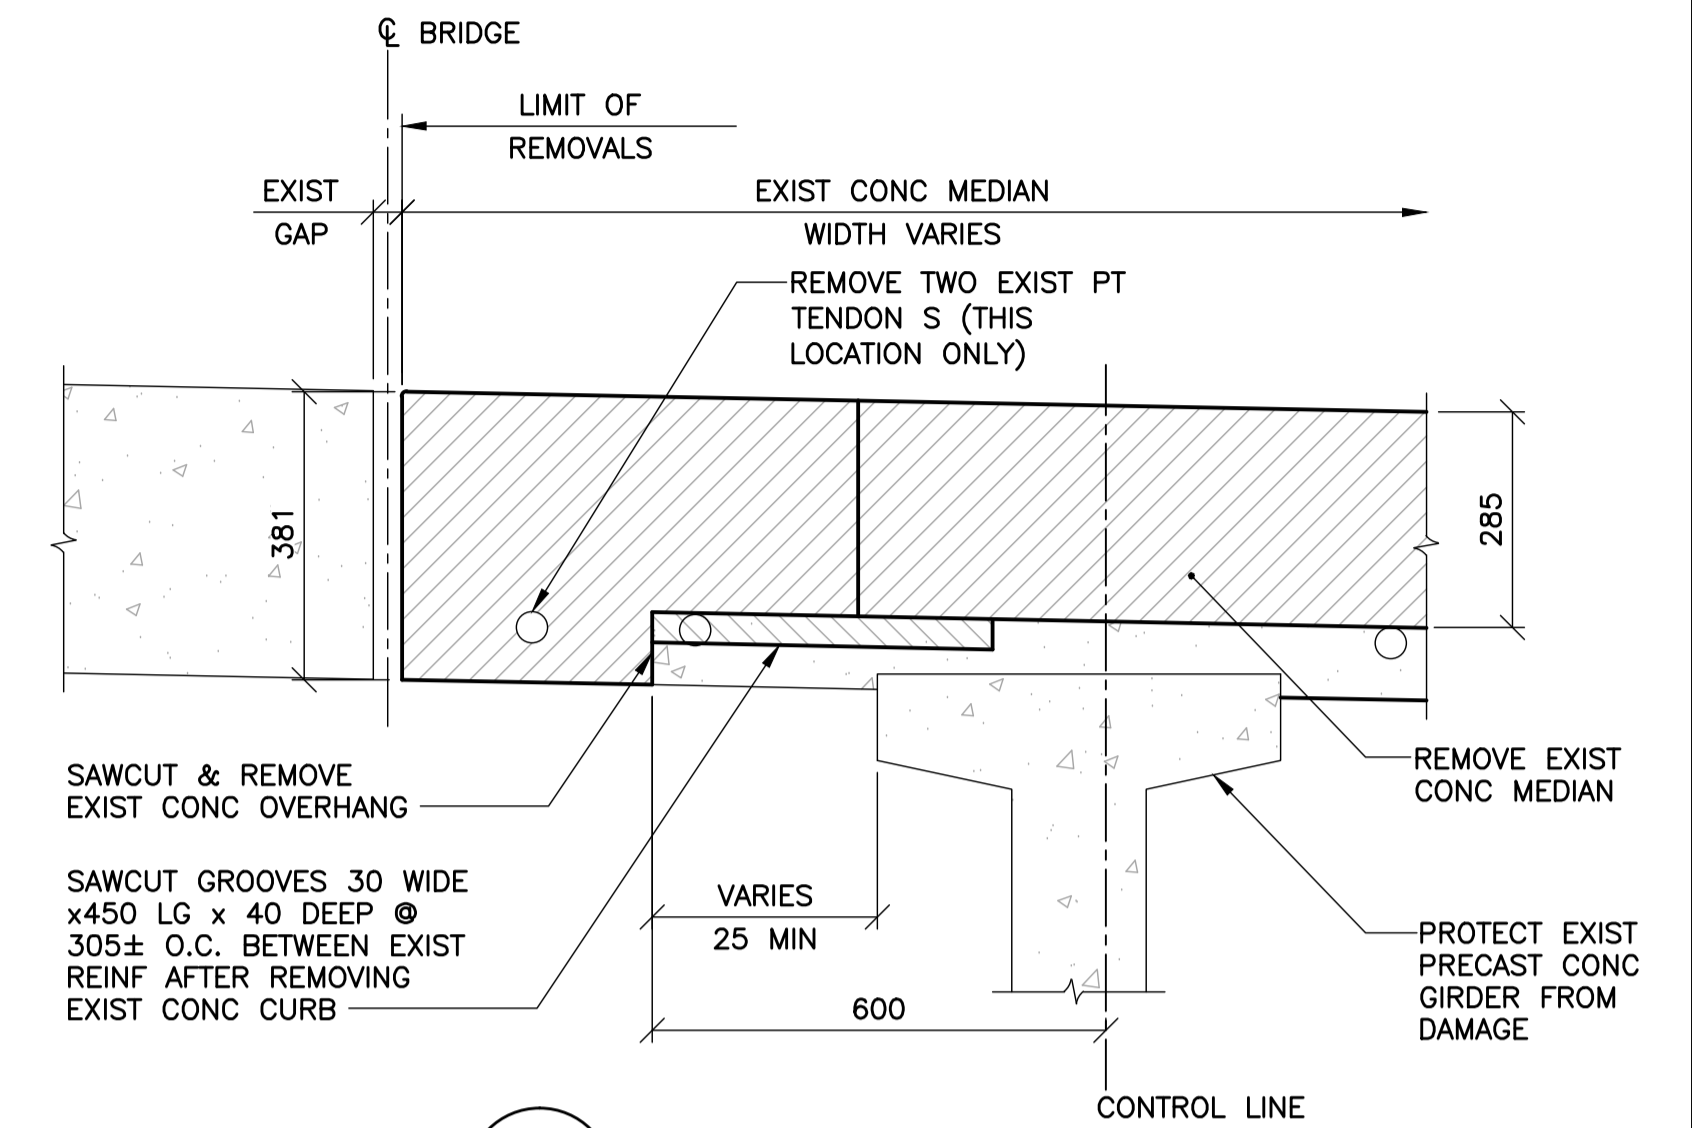 ℄ BRIDGE
LIMIT OF
REMOVALS
EXIST
GAP
EXIST CONC MEDIAN
WIDTH VARIES
REMOVE TWO EXIST PT
TENDON S (THIS
LOCATION ONLY)
381
285
SAWCUT & REMOVE
EXIST CONC OVERHANG
REMOVE EXIST
CONC MEDIAN
SAWCUT GROOVES 30 WIDE
x450 LG x 40 DEEP @
305± O.C. BETWEEN EXIST
REINF AFTER REMOVING
EXIST CONC CURB
VARIES
25 MIN
600
PROTECT EXIST
PRECAST CONC
GIRDER FROM
DAMAGE
CONTROL LINE